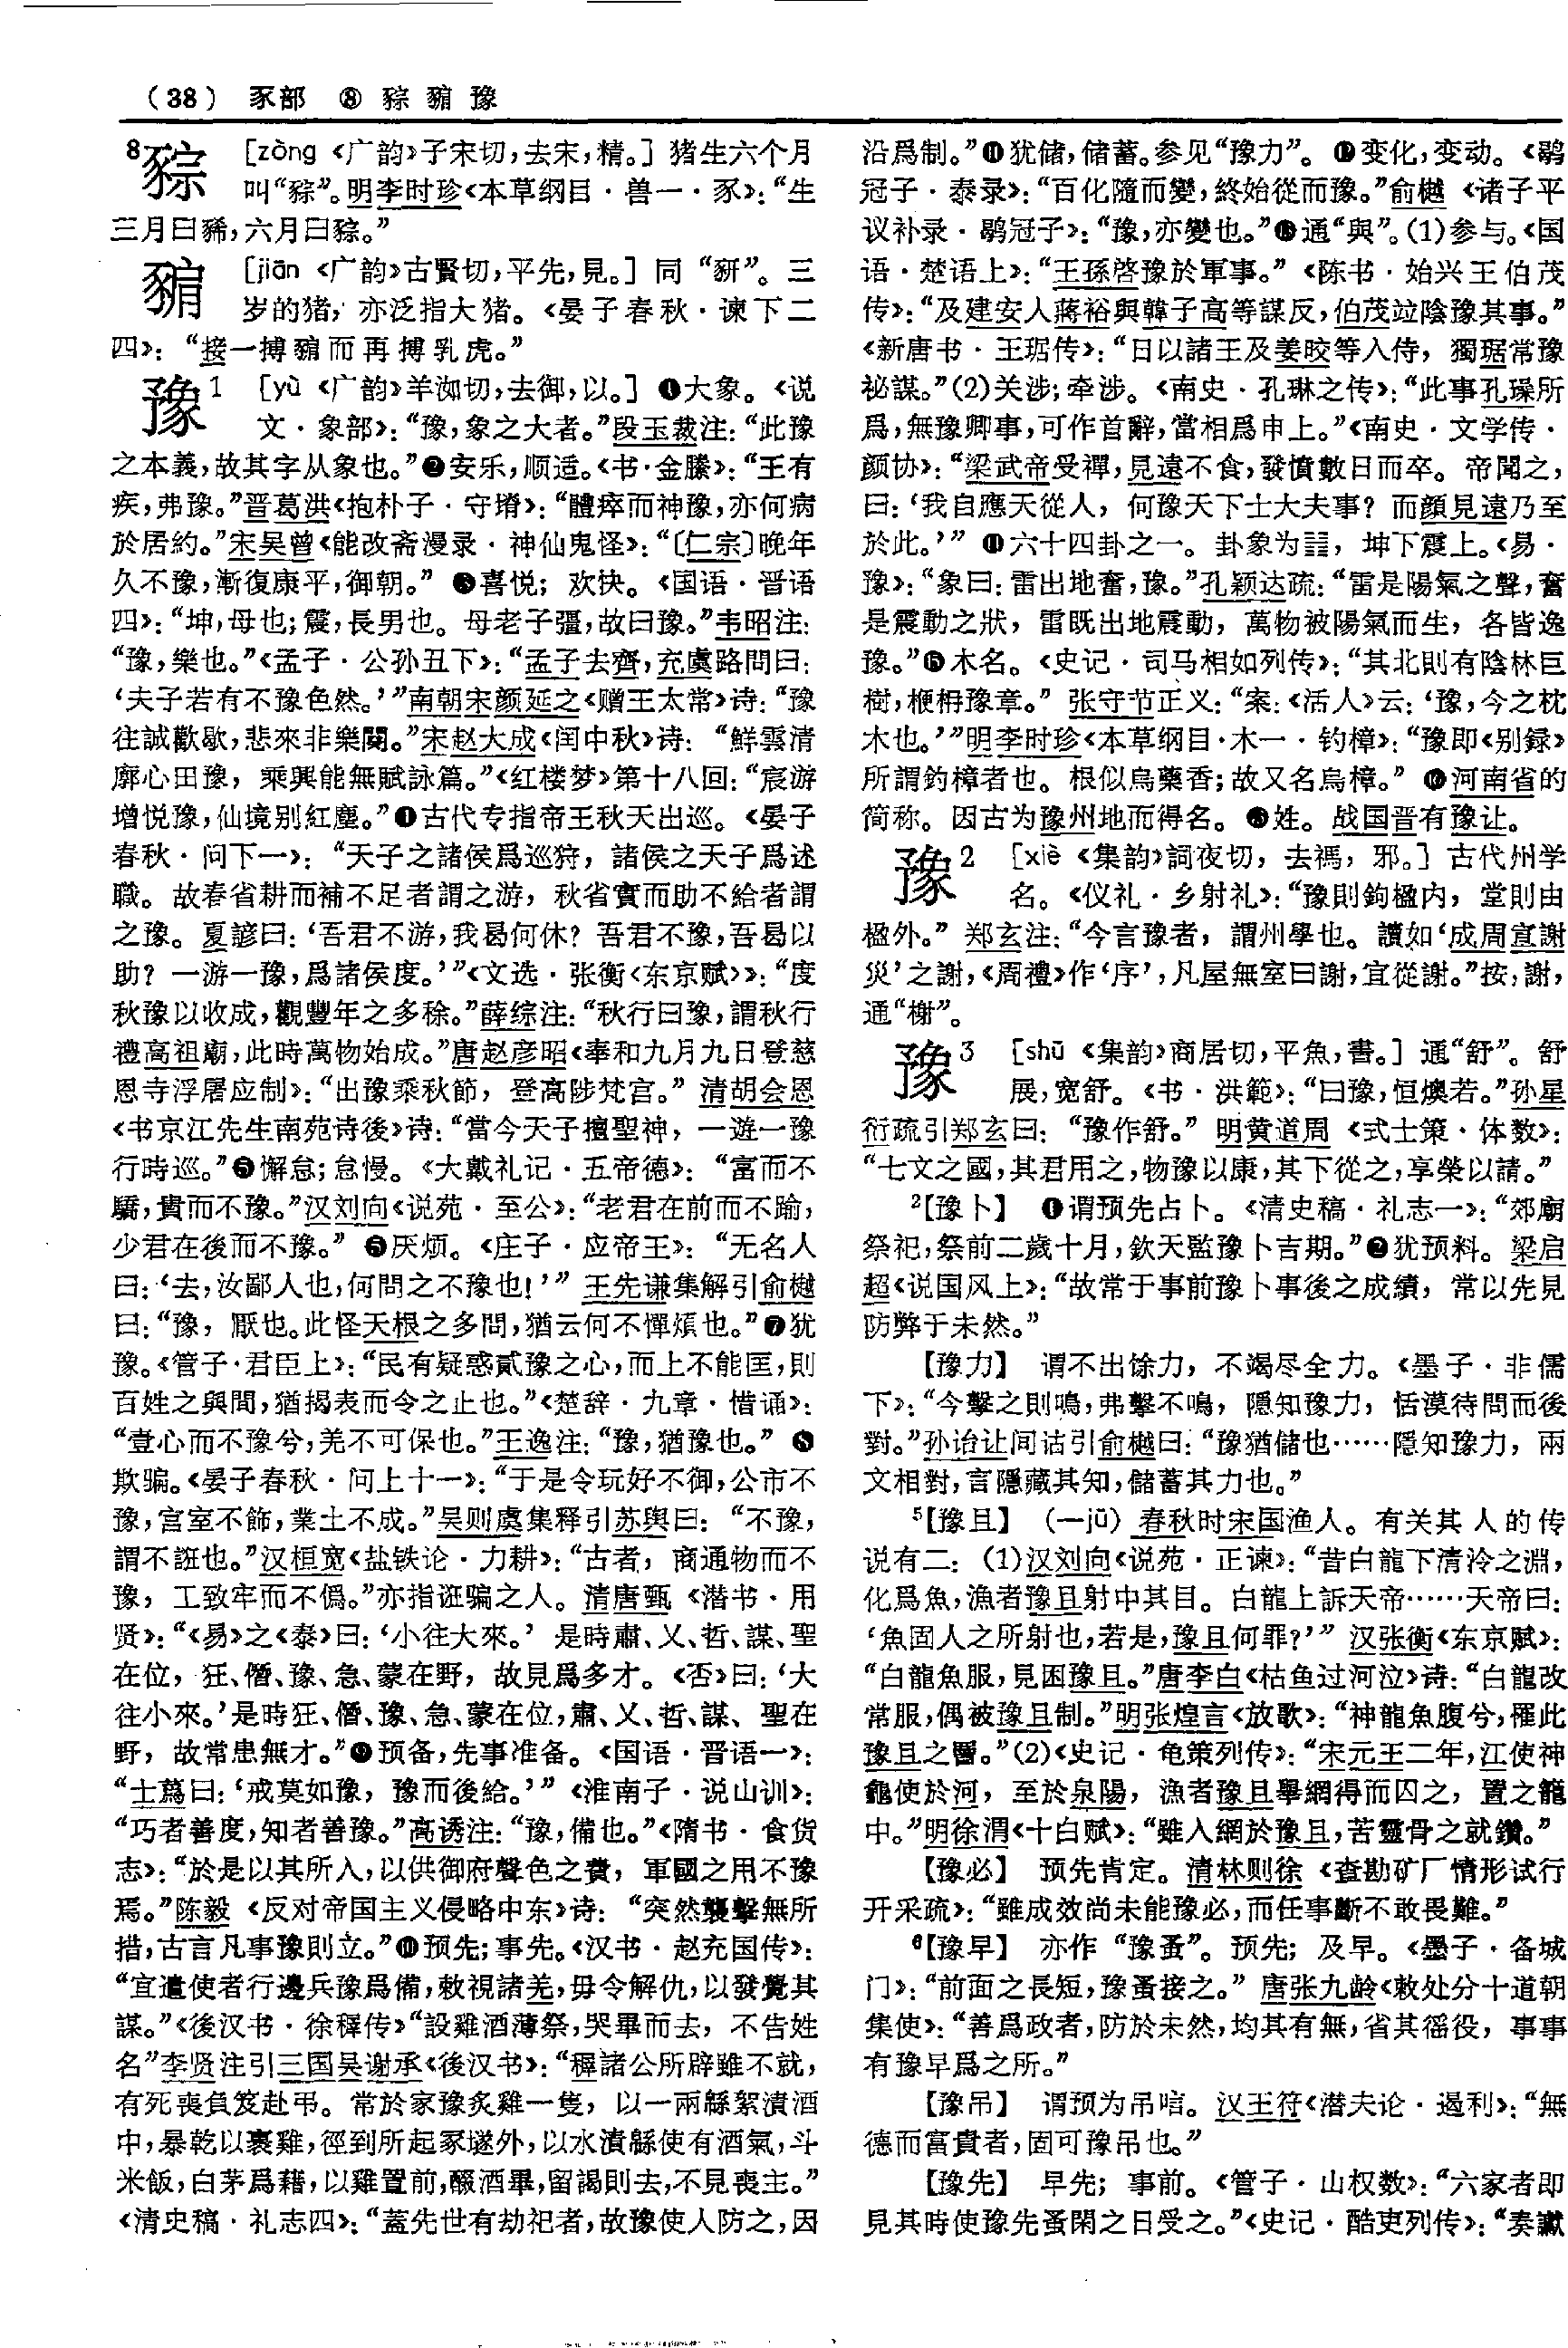 （38） 豕部 ⑧ 猔 豣 豫
8猔 [zòng《广韵》子宋切，去宋，精。] 猪生六个月
叫“猔”。明李时珍《本草纲目·兽一·豕》：“生
三月曰豨，六月曰猔。”
[jiān《广韵》古賢切，平先，見。] 同“豜”。三
岁的猪；亦泛指大猪。《晏子春秋·谏下二
四》：“接一搏豣而再搏乳虎。”
豫1 [yù《广韵》羊洳切，去御，以。] ❶大象。《说
文·象部》：“豫，象之大者。”段玉裁注：“此豫
之本義，故其字从象也。”❷安乐，顺适。《书·金縢》：“王有
疾，弗豫。”晋葛洪《抱朴子·守塉》：“體瘁而神豫，亦何病
於居約。”宋吴曾《能改斋漫录·神仙鬼怪》：“〔仁宗〕晚年
久不豫，漸復康平，御朝。” ❸喜悦；欢快。《国语·晋语
四》：“坤，母也；震，長男也。母老子彊，故曰豫。”韦昭注：
“豫，樂也。”《孟子·公孙丑下》：“孟子去齊，充虞路問曰：
‘夫子若有不豫色然。’”南朝宋颜延之《赠王太常》诗：“豫
往誠歡歇，悲來非樂闋。”宋赵大成《闰中秋》诗：“鮮雲清
廓心田豫，乘興能無賦詠篇。”《红楼梦》第十八回：“宸游
增悦豫，仙境别紅塵。”❹古代专指帝王秋天出巡。《晏子
春秋·问下一》：“天子之諸侯爲巡狩，諸侯之天子爲述
職。故春省耕而補不足者謂之游，秋省實而助不給者謂
之豫。夏諺曰：‘吾君不游，我曷何休？吾君不豫，吾曷以
助？一游一豫，爲諸侯度。’”《文选·张衡〈东京赋〉》：“度
秋豫以收成，觀豐年之多稌。”薛综注：“秋行曰豫，謂秋行
禮高祖廟，此時萬物始成。”唐赵彦昭《奉和九月九日登慈
恩寺浮屠应制》：“出豫乘秋節，登高陟梵宫。”清胡会恩
《书京江先生南苑诗後》诗：“當今天子擅聖神，一遊一豫
行時巡。”❺懈怠；怠慢。《大戴礼记·五帝德》：“富而不
驕，貴而不豫。”汉刘向《说苑·至公》：“老君在前而不踰，
少君在後而不豫。” ❻厌烦。《庄子·应帝王》：“无名人
曰：‘去，汝鄙人也，何問之不豫也！’”王先谦集解引俞樾
曰：“豫，厭也。此怪天根之多問，猶云何不憚煩也。”❼犹
豫。《管子·君臣上》：“民有疑惑貳豫之心，而上不能匡，則
百姓之與間，猶揭表而令之止也。”《楚辞·九章·惜诵》：
“壹心而不豫兮，羌不可保也。”王逸注：“豫，猶豫也。” ❽
欺骗。《晏子春秋·问上十一》：“于是令玩好不御，公市不
豫，宫室不飾，業土不成。”吴则虞集释引苏舆曰：“不豫，
謂不誑也。”汉桓宽《盐铁论·力耕》：“古者，商通物而不
豫，工致牢而不僞。”亦指诳骗之人。清唐甄《潜书·用
贤》：“《易》之《泰》曰：‘小往大來。’是時肅、乂、哲、謀、聖
在位，狂、僭、豫、急、蒙在野，故見爲多才。《否》曰：‘大
往小來。’是時狂、僭、豫、急、蒙在位，肅、乂、哲、謀、聖在
野，故常患無才。”❾预备，先事准备。《国语·晋语一》：
“士蒍曰：‘戒莫如豫，豫而後給。’”《淮南子·说山训》：
“巧者善度，知者善豫。”高诱注：“豫，備也。”《隋书·食货
志》：“於是以其所入，以供御府聲色之費，軍國之用不豫
焉。”陈毅《反对帝国主义侵略中东》诗：“突然襲擊無所
措，古言凡事豫則立。”❿预先；事先。《汉书·赵充国传》：
“宜遣使者行邊兵豫爲備，敕視諸羌，毋令解仇，以發覺其
謀。”《後汉书·徐穉传》“設雞酒薄祭，哭畢而去，不告姓
名”李贤注引三国吴谢承《後汉书》：“穉諸公所辟雖不就，
有死喪負笈赴弔。常於家豫炙雞一隻，以一兩緜絮漬酒
中，暴乾以裹雞，徑到所起冢墜外，以水漬緜使有酒氣，斗
米飯，白茅爲藉，以雞置前，醊酒畢，留謁則去，不見喪主。”
《清史稿·礼志四》：“蓋先世有劫祀者，故豫使人防之，因
沿爲制。”⓫犹储，储蓄。参见“豫力”。 ⓬变化，变动。《鹖
冠子·泰录》：“百化隨而變，終始從而豫。”俞樾《诸子平
议补录·鹖冠子》：“豫，亦變也。”⓭通“與”。(1)参与。《国
语·楚语上》：“王孫啓豫於軍事。”《陈书·始兴王伯茂
传》：“及建安人蔣裕與韓子高等謀反，伯茂竝陰豫其事。”
《新唐书·王琚传》：“日以諸王及姜皎等入侍，獨琚常豫
祕謀。”(2)关涉；牵涉。《南史·孔琳之传》：“此事孔璪所
爲，無豫卿事，可作首辭，當相爲申上。”《南史·文学传·
颜协》：“梁武帝受禪，見遠不食，發憤數日而卒。帝聞之，
曰：‘我自應天從人，何豫天下士大夫事？而顔見遠乃至
於此。’” ⓮六十四卦之一。卦象为䷏，坤下震上。《易·
豫》：“象曰：雷出地奮，豫。”孔颖达疏：“雷是陽氣之聲，奮
是震動之狀，雷既出地震動，萬物被陽氣而生，各皆逸
豫。”⓯木名。《史记·司马相如列传》：“其北則有陰林巨
樹，楩枏豫章。”张守节正义：“案：《活人》云：‘豫，今之枕
木也。’”明李时珍《本草纲目·木一·钓樟》：“豫即《别録》
所謂釣樟者也。根似烏藥香；故又名烏樟。” ⓰河南省的
简称。因古为豫州地而得名。 ⓱姓。战国晋有豫让。
豫2 [xiè《集韵》詞夜切，去禡，邪。] 古代州学
名。《仪礼·乡射礼》：“豫則鉤楹内，堂則由
楹外。”郑玄注：“今言豫者，謂州學也。讀如‘成周宣謝
災’之謝，《周禮》作‘序’，凡屋無室曰謝，宜從謝。”按，謝，
通“榭”。
豫3 [shū《集韵》商居切，平魚，書。] 通“舒”。舒
展，宽舒。《书·洪範》：“曰豫，恒燠若。”孙星
衍疏引郑玄曰：“豫作舒。”明黄道周《式士策·体数》：
“七文之國，其君用之，物豫以康，其下從之，享榮以請。”
2【豫卜】 ❶谓预先占卜。《清史稿·礼志一》：“郊廟
祭祀，祭前二歲十月，欽天監豫卜吉期。”❷犹预料。梁启
超《说国风上》：“故常于事前豫卜事後之成績，常以先見
防弊于未然。”
【豫力】 谓不出馀力，不竭尽全力。《墨子·非儒
下》：“今擊之則鳴，弗擊不鳴，隱知豫力，恬漠待問而後
對。”孙诒让间诂引俞樾曰：“豫猶儲也……隱知豫力，兩
文相對，言隱藏其知，儲蓄其力也。”
5【豫且】 （—jū）春秋时宋国渔人。有关其人的传
说有二：(1)汉刘向《说苑·正谏》：“昔白龍下清泠之淵，
化爲魚，漁者豫且射中其目。白龍上訴天帝……天帝曰：
‘魚固人之所射也，若是，豫且何罪？’” 汉张衡《东京赋》：
“白龍魚服，見困豫且。”唐李白《枯鱼过河泣》诗：“白龍改
常服，偶被豫且制。”明张煌言《放歌》：“神龍魚腹兮，罹此
豫且之罾。”(2)《史记·龟策列传》：“宋元王二年，江使神
龜使於河，至於泉陽，漁者豫且舉網得而囚之，置之籠
中。”明徐渭《十白赋》：“雖入網於豫且，苦靈骨之就鑽。”
【豫必】 预先肯定。清林则徐《查勘矿厂情形试行
开采疏》：“雖成效尚未能豫必，而任事斷不敢畏難。”
6【豫早】 亦作“豫蚤”。预先；及早。《墨子·备城
门》：“前面之長短，豫蚤接之。”唐张九龄《敕处分十道朝
集使》：“善爲政者，防於未然，均其有無，省其徭役，事事
有豫早爲之所。”
【豫吊】 谓预为吊唁。汉王符《潜夫论·遏利》：“無
德而富貴者，固可豫吊也。”
【豫先】 早先；事前。《管子·山权数》：“六家者即
見其時使豫先蚤閑之日受之。”《史记·酷吏列传》：“奏讞